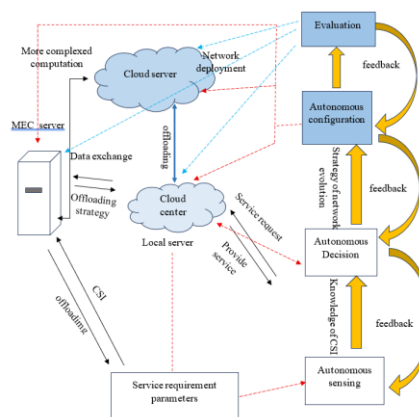 Evaluation
More complexed
computation
Cloud server
Network
deployment
feedback
Autonomous
configuration
MEC server
offloading
Data exchange
Offloading
strategy
Cloud
center
Local server
Service request
Provide
service
Strategy of network
evolution
feedback
Autonomous
Decision
CSI
offloadimg
Knowledge of CSI
feedback
Service requirement
parameters
Autonomous
sensing